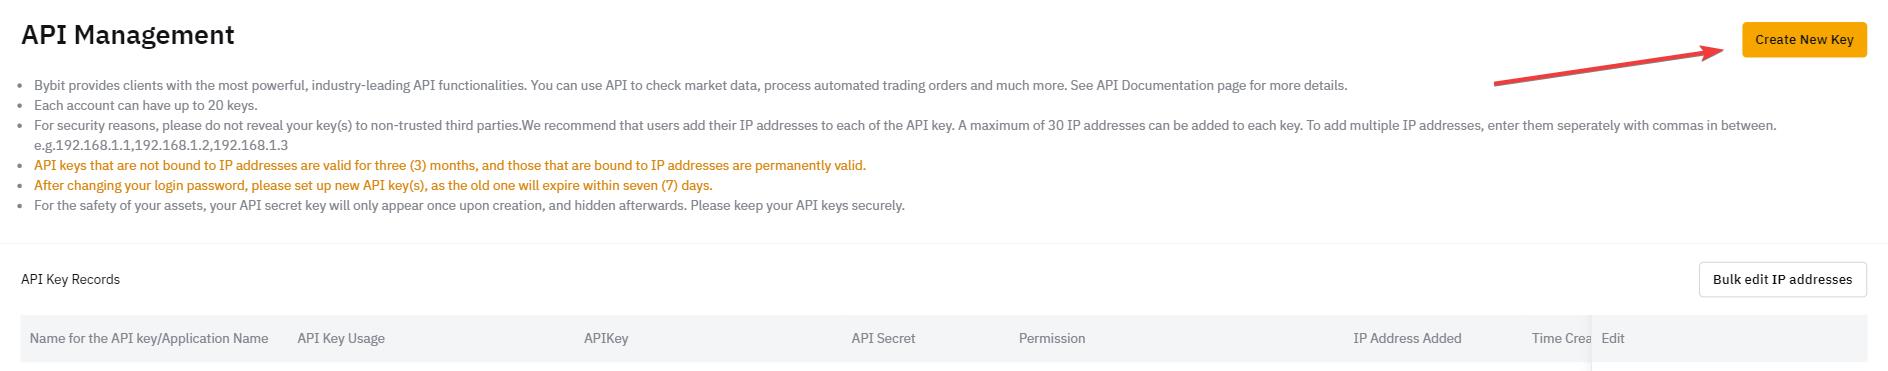 API Management
Create New Key
Bybit provides clients with the most powerful, industry-leading API functionalities. You can use API to check market data, process automated trading orders and much more. See API Documentation page for more details.
Each account can have up to 20 keys.
For security reasons, please do not reveal your key(s) to non-trusted third parties.We recommend that users add their IP addresses to each of the API key. A maximum of 30 IP addresses can be added to each key. To add multiple IP addresses, enter them seperately with commas in between.
e.g.192.168.1.1,192.168.1.2,192.168.1.3
API keys that are not bound to IP addresses are valid for three (3) months, and those that are bound to IP addresses are permanently valid.
After changing your login password, please set up new API key(s), as the old one will expire within seven (7) days.
For the safety of your assets, your API secret key will only appear once upon creation, and hidden afterwards. Please keep your API keys securely.
API Key Records
Bulk edit IP addresses
Name for the API key/Application Name API Key Usage APIKey API Secret Permission IP Address Added Time Crea Edit